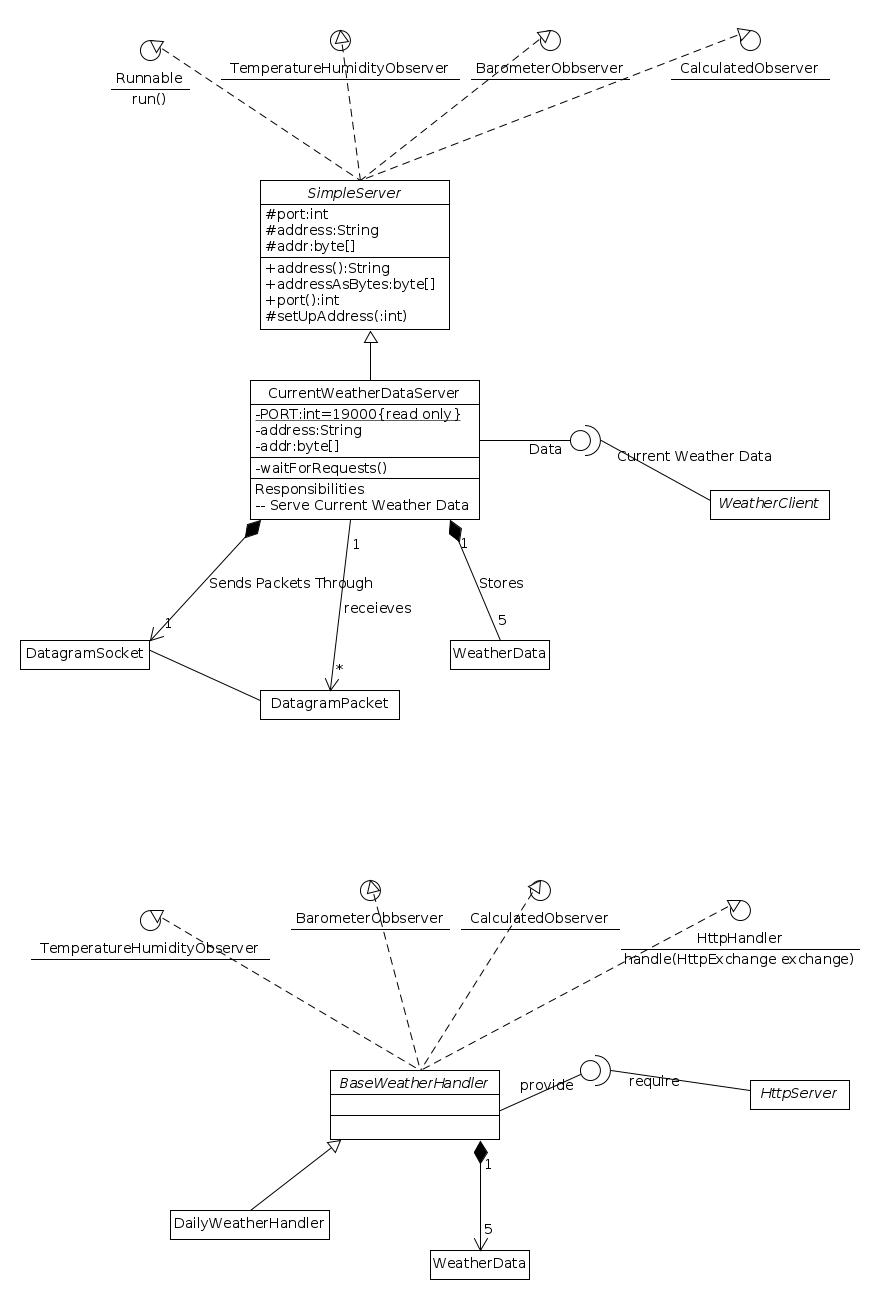 Runnable
run()
TemperatureHumidityObserver
BarometerObbserver
CalculatedObserver
SimpleServer
#port:int
#address:String
#addr:byte[]
+address():String
+addressAsBytes:byte[]
+port():int
#setUpAddress(:int)
CurrentWeatherDataServer
-PORT:int=19000{read only}
-address:String
-addr:byte[]
-waitForRequests()
Responsibilities
-- Serve Current Weather Data
Data
Current Weather Data
WeatherClient
1
1
Sends Packets Through
Stores
receieves
1
5
DatagramSocket
WeatherData
*
DatagramPacket
TemperatureHumidityObserver
BarometerObbserver
CalculatedObserver
HttpHandler
handle(HttpExchange exchange)
BaseWeatherHandler
provide
require
HttpServer
1
DailyWeatherHandler
5
WeatherData